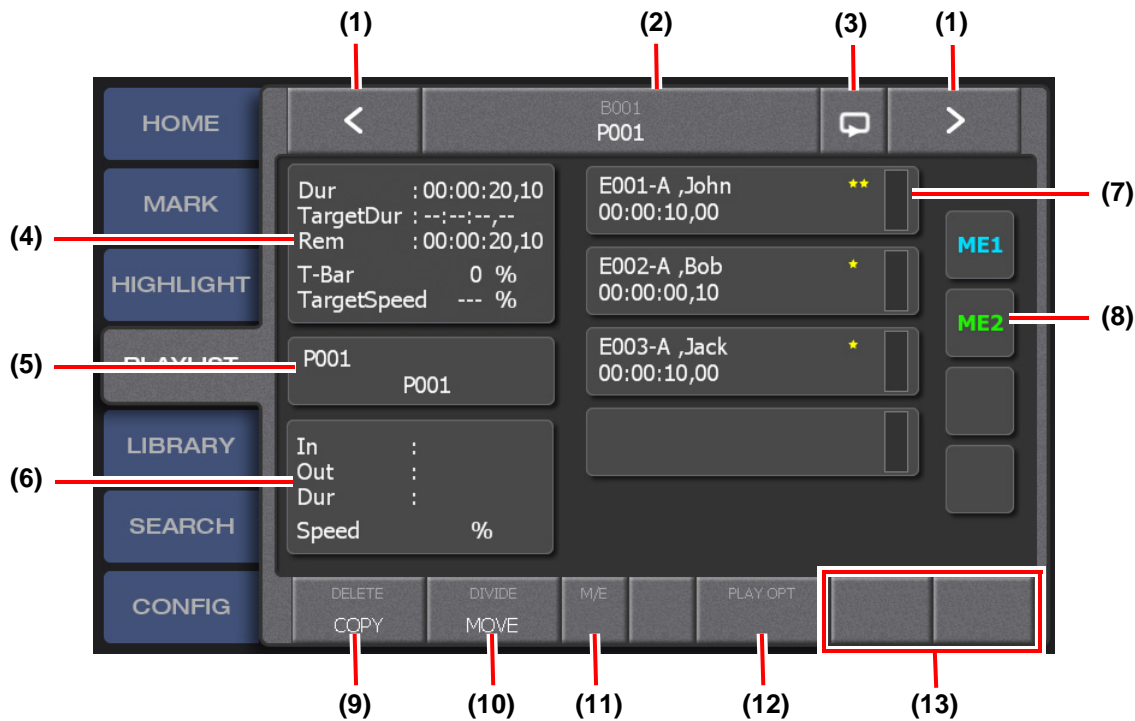 (1)
(2)
(3)
(1)
HOME
MARK
HIGHLIGHT
PLAYLIST
LIBRARY
SEARCH
CONFIG
<
B001
P001
>
Dur :00:00:20,10
TargetDur :--:--:--,--
Rem :00:00:20,10
T-Bar 0 %
TargetSpeed --- %
P001
P001
In :
Out :
Dur :
Speed %
E001-A ,John ★★
00:00:10,00
E002-A ,Bob ★
00:00:00,10
E003-A ,Jack ★
00:00:10,00
ME1
ME2
DELETE
COPY
DIVIDE
MOVE
M/E
PLAY OPT
(4)
(5)
(6)
(7)
(8)
(9)
(10)
(11)
(12)
(13)